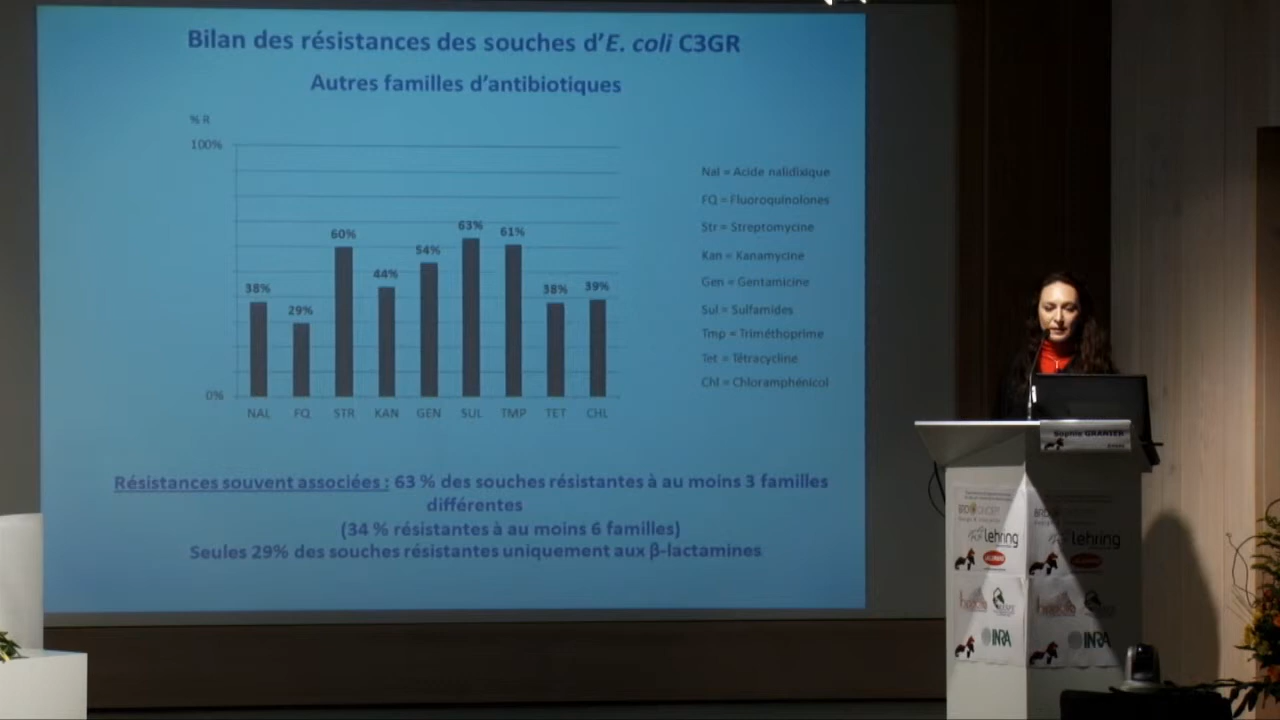 Bilan des résistances des souches d'E. coli C3GR
Autres familles d'antibiotiques
% R
100%
0%
38%
29%
60%
44%
54%
63%
61%
38%
39%
NAL FQ STR KAN GEN SUL TMP TET CHL
Nal = Acide nalidixique
FQ = Fluoroquinolones
Str = Streptomycine
Kan = Kanamycine
Gen = Gentamicine
Sul = Sulfamides
Tmp = Triméthoprime
Tet = Tétracycline
Chl = Chloramphénicol
Résistances souvent associées : 63 % des souches résistantes à au moins 3 familles
différentes
(34 % résistantes à au moins 6 familles)
Seules 29% des souches résistantes uniquement aux β-lactamines
Sophie GRANIER
lehring
lehring
INRA
INRA